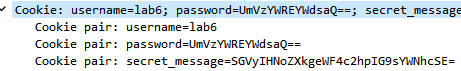 Cookie: username=lab6; password=UmVzYWREYWdsaQ==; secret_message
Cookie pair: username=lab6
Cookie pair: password=UmVzYWREYWdsaQ==
Cookie pair: secret_message=SGVyIHNoZXkgeWF4c2hpIG9sYWNhcSE=